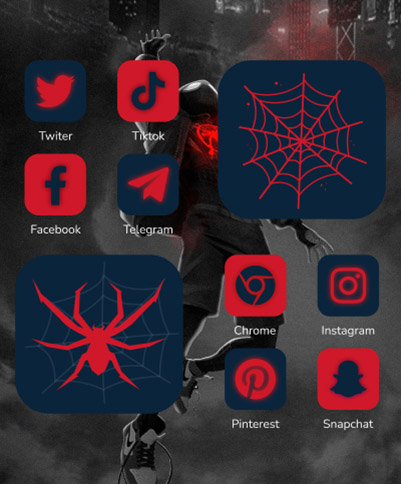 Twiter
Tiktok
Facebook
Telegram
Chrome
Instagram
Pinterest
Snapchat